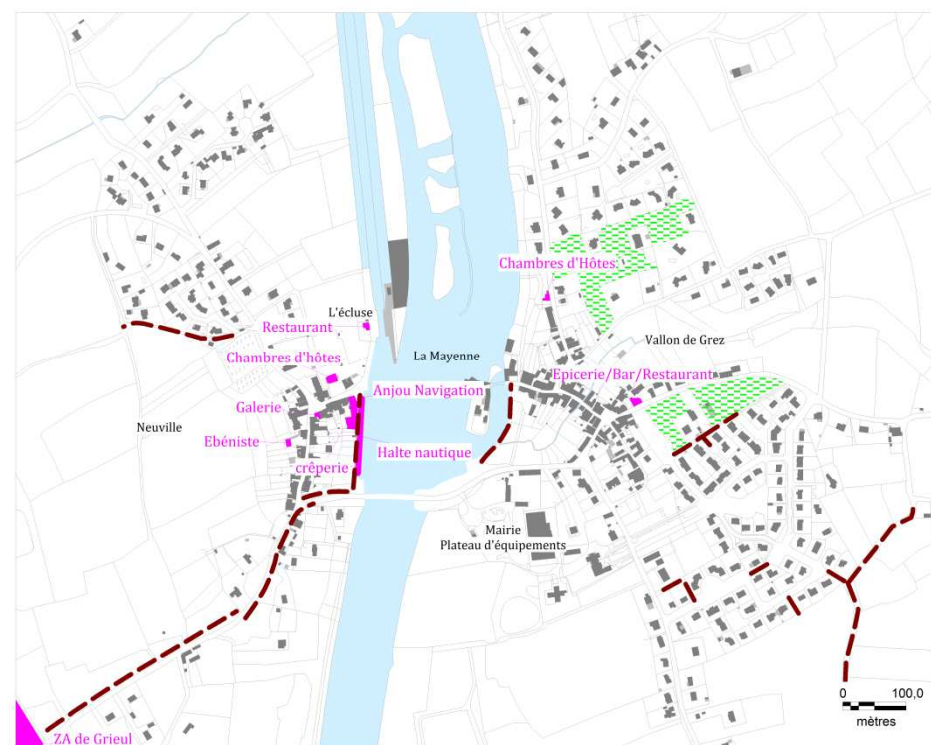 Chambres d'Hôtes
L'écluse
Restaurant
Vallon de Grez
La Mayenne
Chambres d'hôtes
Epicerie/Bar/Restaurant
Anjou Navigation
Galerie
Neuville
Ebéniste
Halte nautique
crêperie
Mairie
Plateau d'équipements
0 100,0
mètres
ZA de Grieul